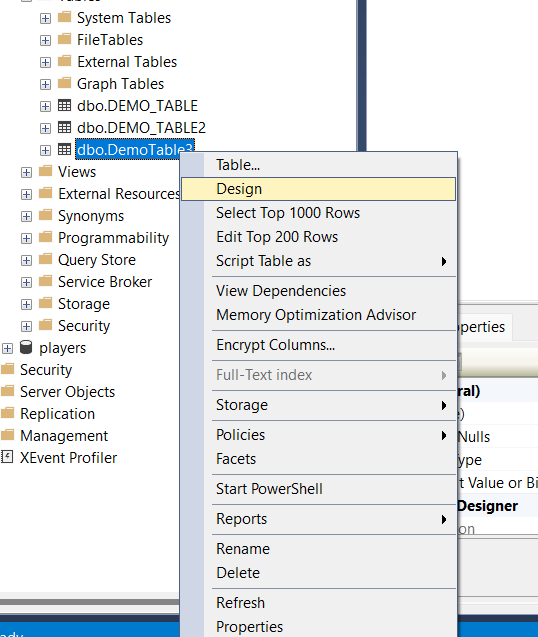 Tables
System Tables
FileTables
External Tables
Graph Tables
dbo.DEMO_TABLE
dbo.DEMO_TABLE2
dbo.DemoTable3
Views
External Resources
Synonyms
Programmability
Query Store
Service Broker
Storage
Security
players
Security
Server Objects
Replication
Management
XEvent Profiler
Table...
Design
Select Top 1000 Rows
Edit Top 200 Rows
Script Table as
View Dependencies
Memory Optimization Advisor
Encrypt Columns...
Full-Text index
Storage
Policies
Facets
Start PowerShell
Reports
Rename
Delete
Refresh
Properties
operties
ral)
e)
Nulls
ype
t Value or Bi
Designer
on
ady